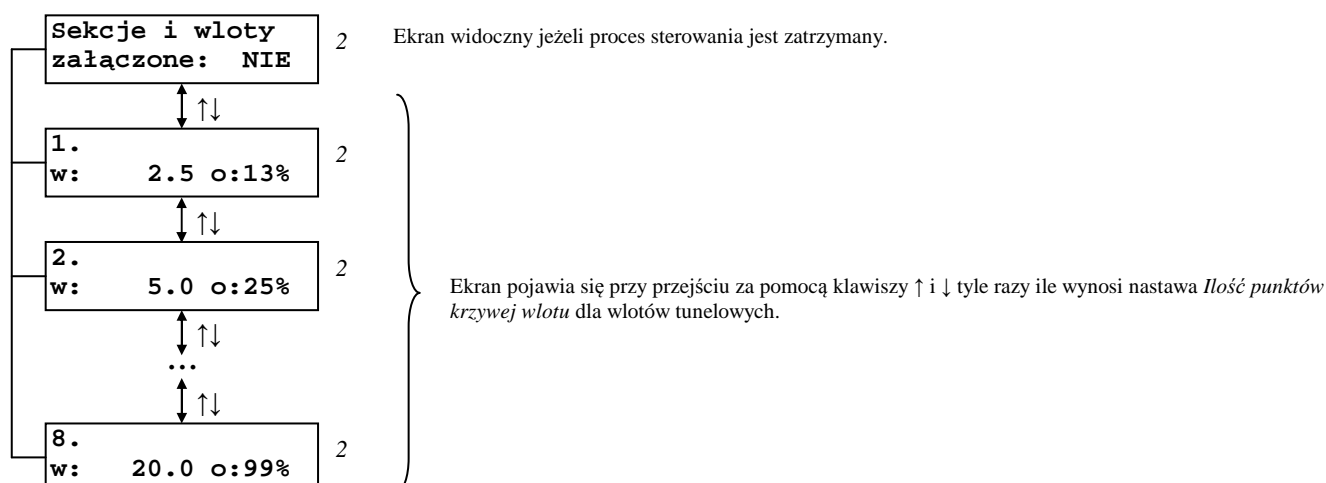 Sekcje i wloty
załączone: NIE
2
Ekran widoczny jeżeli proces sterowania jest zatrzymany.
↑↓
1.
w: 2.5 o:13%
2
↑↓
2.
w: 5.0 o:25%
2
Ekran pojawia się przy przejściu za pomocą klawiszy ↑ i ↓ tyle razy ile wynosi nastawa Ilość punktów
krzywej wlotu dla wlotów tunelowych.
↑↓
...
↑↓
8.
w: 20.0 o:99%
2